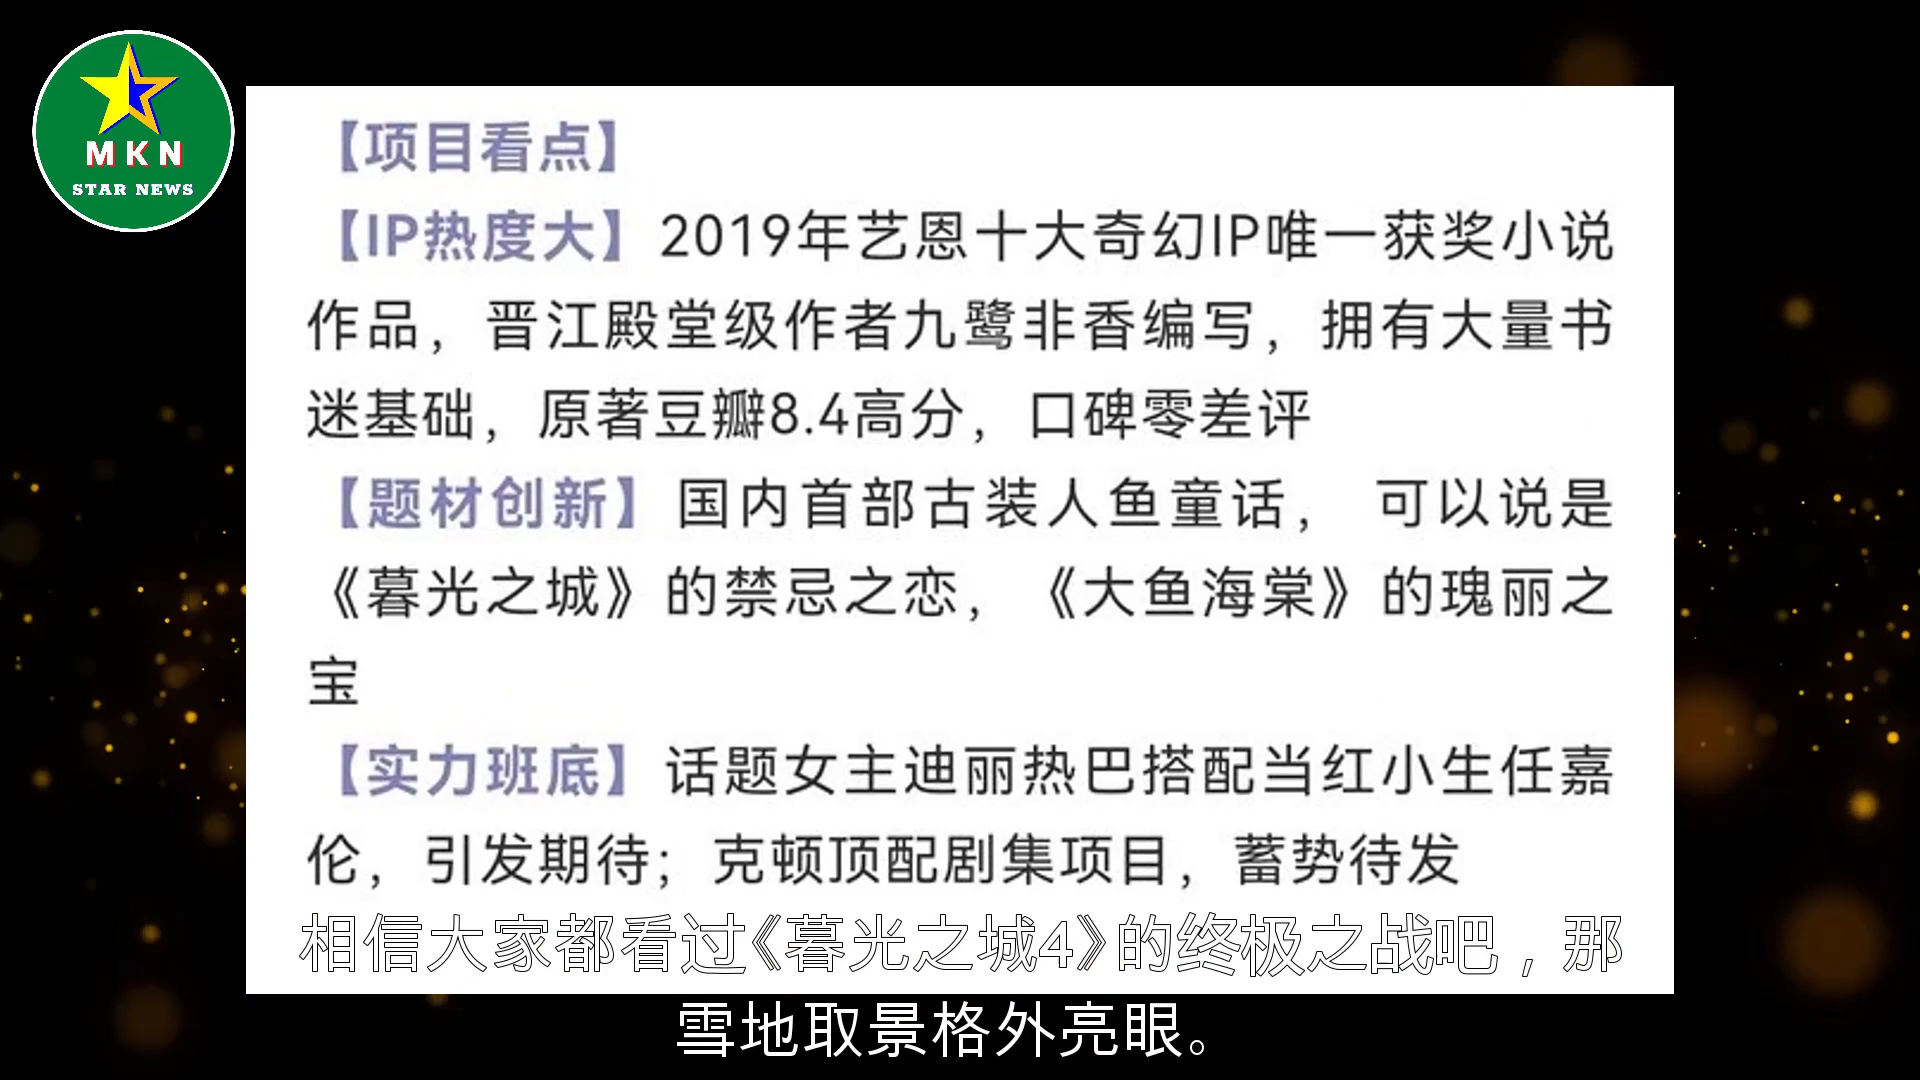 MKN
STAR NEWS
【项目看点】
【IP热度大】2019年艺恩十大奇幻IP唯一获奖小说
作品，晋江殿堂级作者九鹭非香编写，拥有大量书
迷基础，原著豆瓣8.4高分，口碑零差评
【题材创新】国内首部古装人鱼童话， 可以说是
《暮光之城》的禁忌之恋，《大鱼海棠》的瑰丽之
宝
【实力班底】话题女主迪丽热巴搭配当红小生任嘉
伦，引发期待；克顿顶配剧集项目，蓄势待发
相信大家都看过《暮光之城4》的终极之战吧，那
雪地取景格外亮眼。